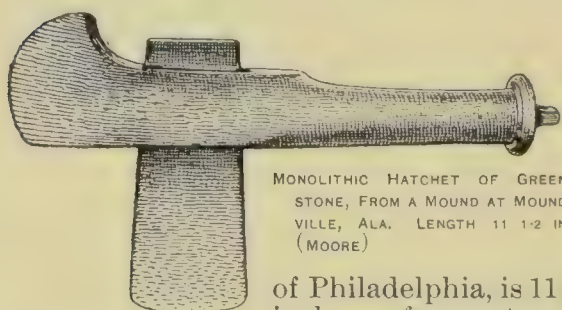 MONOLITHIC HATCHET OF GREEN
STONE, FROM A MOUND AT MOUND
VILLE, ALA. LENGTH 11 1-2 IN
(MOORE)
of Philadelphia, is 11